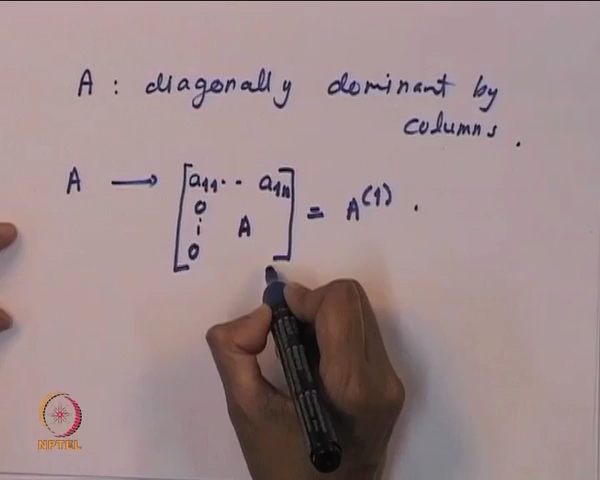 A : diagonally dominant by
columns.
A → [a11 .. a1n
0
⋮ A
0] = A^(1) .
NPTEL